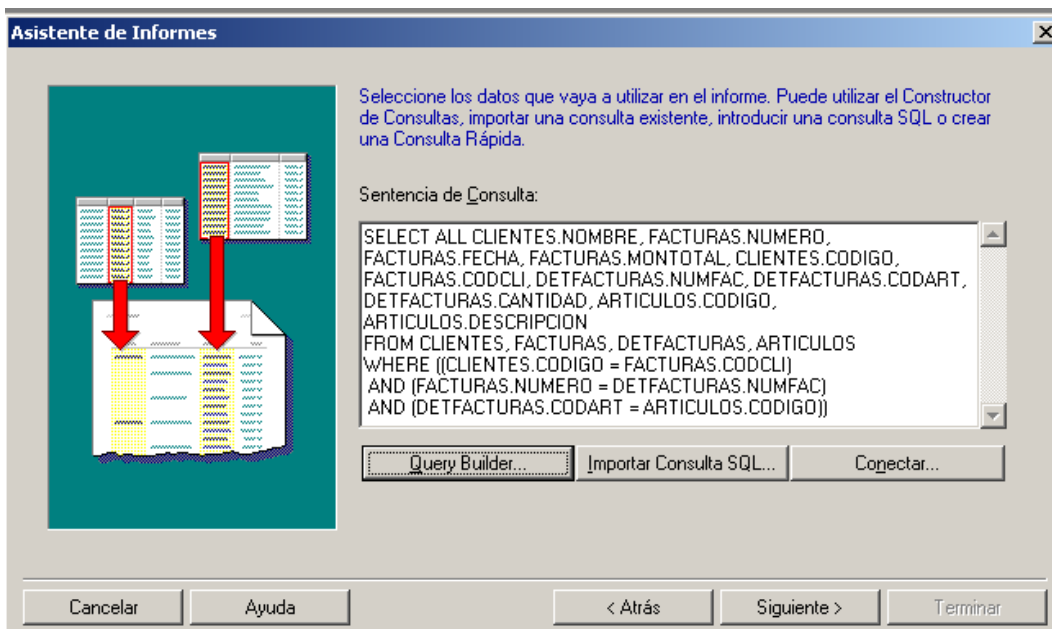 Asistente de Informes
Seleccione los datos que vaya a utilizar en el informe. Puede utilizar el Constructor
de Consultas, importar una consulta existente, introducir una consulta SQL o crear
una Consulta Rápida.
Sentencia de Consulta:
SELECT ALL CLIENTES.NOMBRE, FACTURAS.NUMERO,
FACTURAS.FECHA, FACTURAS.MONTOTAL, CLIENTES.CODIGO,
FACTURAS.CODCLI, DETFACTURAS.NUMFAC, DETFACTURAS.CODART,
DETFACTURAS.CANTIDAD, ARTICULOS.CODIGO,
ARTICULOS.DESCRIPCION
FROM CLIENTES, FACTURAS, DETFACTURAS, ARTICULOS
WHERE ((CLIENTES.CODIGO = FACTURAS.CODCLI)
AND (FACTURAS.NUMERO = DETFACTURAS.NUMFAC)
AND (DETFACTURAS.CODART = ARTICULOS.CODIGO))
Query Builder... Importar Consulta SQL... Conectar...
Cancelar Ayuda < Atrás Siguiente > Terminar